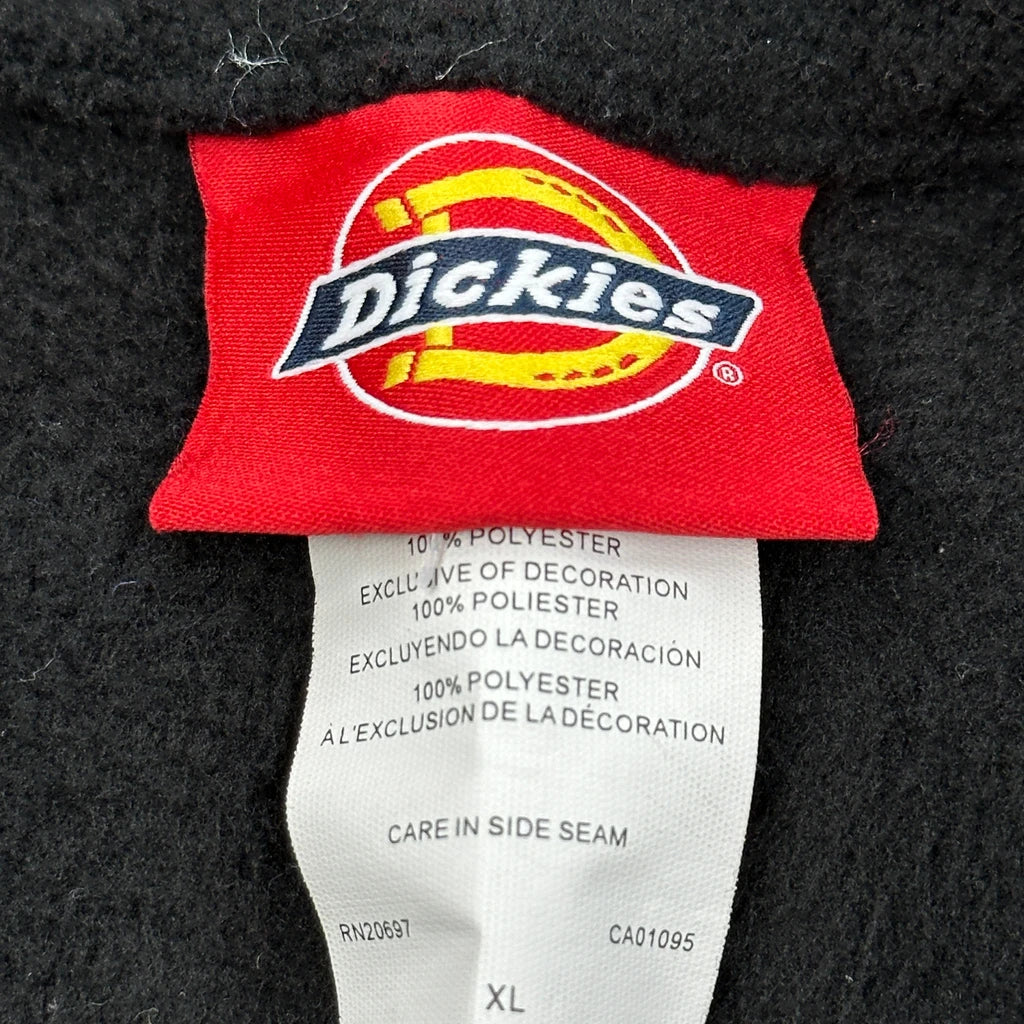 Dickies®
100% POLYESTER
EXCLUSIVE OF DECORATION
100% POLIESTER
EXCLUYENDO LA DECORACIÓN
100% POLYESTER
À L'EXCLUSION DE LA DÉCORATION
CARE IN SIDE SEAM
RN20697 CA01095
XL